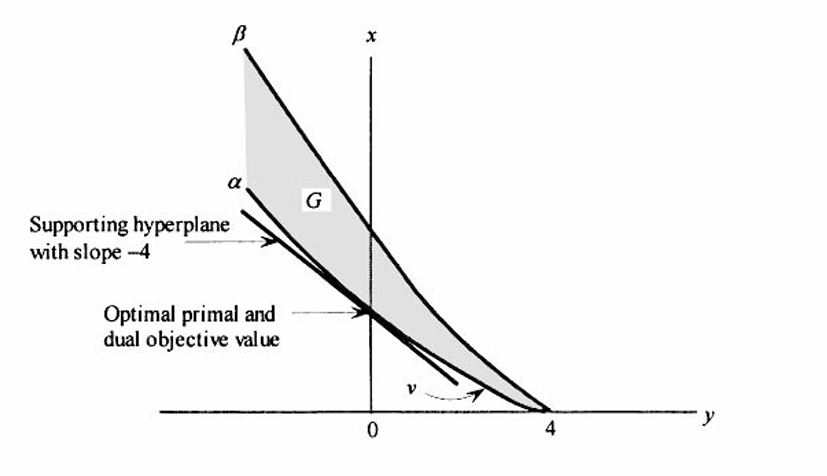 β
x
α
G
Supporting hyperplane
with slope –4
Optimal primal and
dual objective value
v
y
0
4